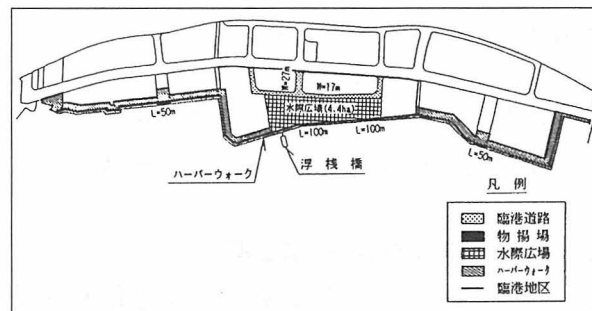 W=27m
W=17m
水際広場(4.4ha)
L=50m
L=100m
L=100m
L=50m
ハーバーウォーク
浮桟橋
凡例
臨港道路
物揚場
水際広場
ハーバーウォーク
臨港地区